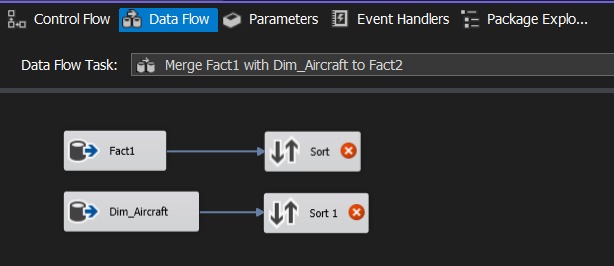 Control Flow Data Flow Parameters Event Handlers Package Explo...
Data Flow Task: Merge Fact1 with Dim_Aircraft to Fact2
Fact1 Sort
Dim_Aircraft Sort 1